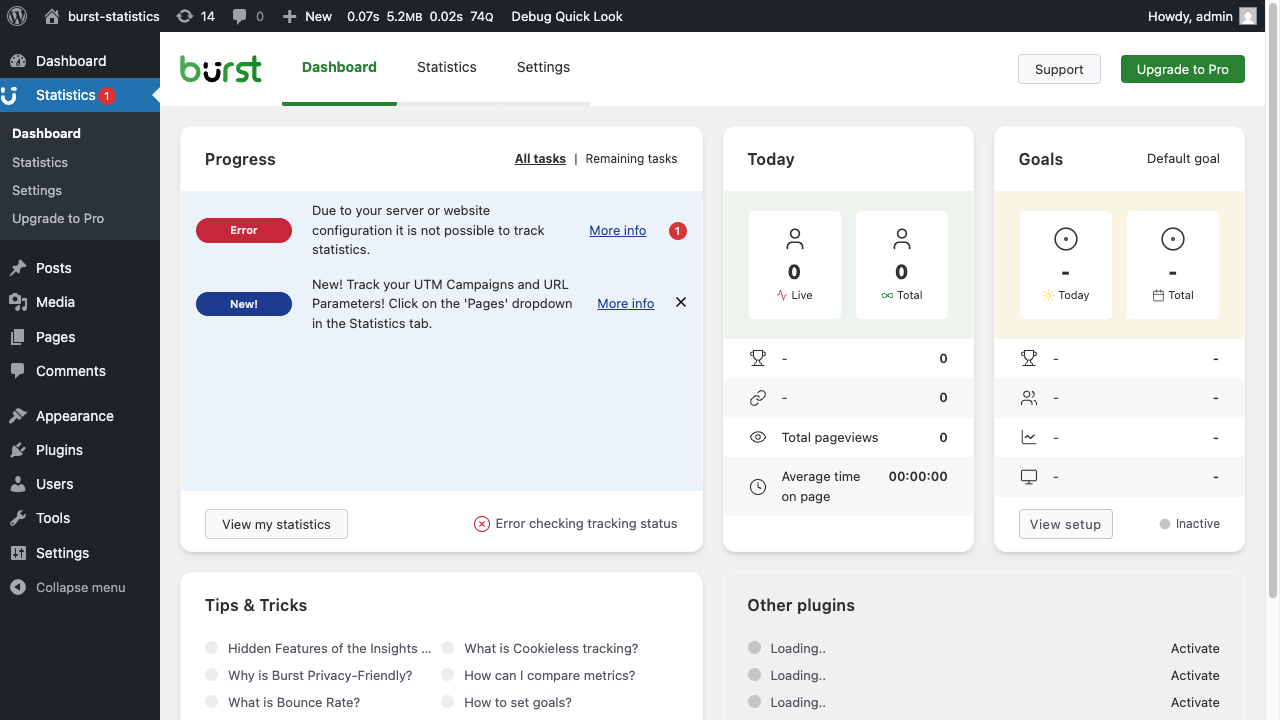 burst-statistics 14 0 New 0.07s 5.2MB 0.02s 74Q Debug Quick Look Howdy, admin
Dashboard
Statistics 1
Dashboard
Statistics
Settings
Upgrade to Pro
Posts
Media
Pages
Comments
Appearance
Plugins
Users
Tools
Settings
Collapse menu
burst Dashboard Statistics Settings Support Upgrade to Pro
Progress All tasks | Remaining tasks
Error
Due to your server or website
configuration it is not possible to track
statistics.
More info 1
New!
New! Track your UTM Campaigns and URL
Parameters! Click on the 'Pages' dropdown
in the Statistics tab.
More info
View my statistics Error checking tracking status
Today
0
Live
0
Total
- 0
- 0
Total pageviews 0
Average time
on page
00:00:00
Goals Default goal
-
Today
-
Total
- -
- -
- -
- -
View setup Inactive
Tips & Tricks
Hidden Features of the Insights ... What is Cookieless tracking?
Why is Burst Privacy-Friendly? How can I compare metrics?
What is Bounce Rate? How to set goals?
Other plugins
Loading.. Activate
Loading.. Activate
Loading.. Activate